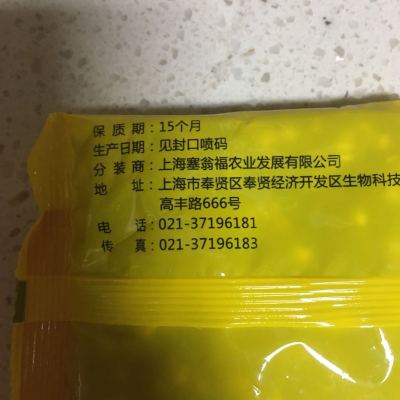 保 质 期：15个月
生产日期：见封口喷码
分 装 商：上海塞翁福农业发展有限公司
地 址：上海市奉贤区奉贤经济开发区生物科技
高丰路666号
电 话：021-37196181
传 真：021-37196183